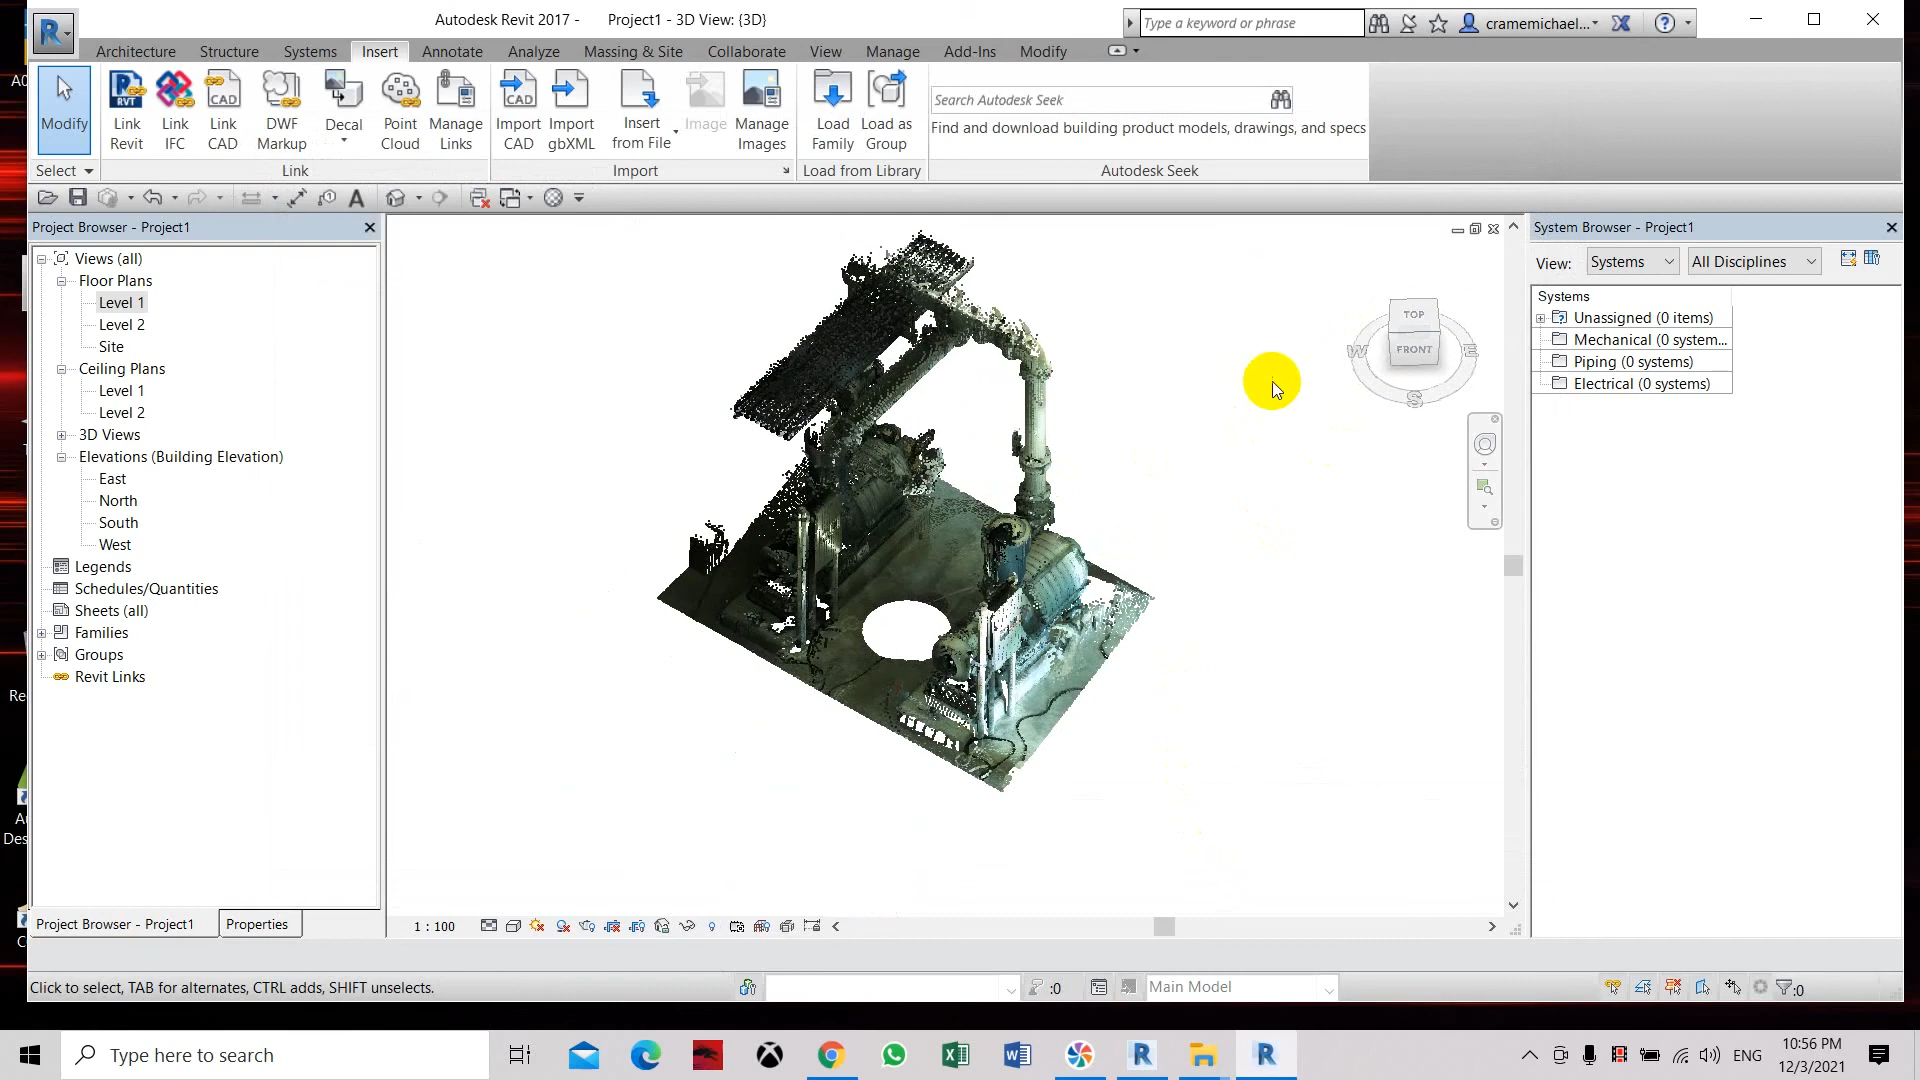 Autodesk Revit 2017 - Project1 - 3D View: {3D}
Type a keyword or phrase
cramemichael...
Architecture Structure Systems Insert Annotate Analyze Massing & Site Collaborate View Manage Add-Ins Modify
Modify
Link Revit
Link IFC
Link CAD
DWF Markup
Decal
Point Cloud
Manage Links
Import CAD
Import gbXML
Insert from File
Image
Manage Images
Load Family
Load as Group
Search Autodesk Seek
Find and download building product models, drawings, and specs
Select
Link
Import
Load from Library
Autodesk Seek
Project Browser - Project1
Views (all)
Floor Plans
Level 1
Level 2
Site
Ceiling Plans
Level 1
Level 2
3D Views
Elevations (Building Elevation)
East
North
South
West
Legends
Schedules/Quantities
Sheets (all)
Families
Groups
Revit Links
Project Browser - Project1
Properties
TOP
FRONT
W
E
S
System Browser - Project1
View: Systems All Disciplines
Systems
Unassigned (0 items)
Mechanical (0 system...
Piping (0 systems)
Electrical (0 systems)
1 : 100
Click to select, TAB for alternates, CTRL adds, SHIFT unselects.
:0
Main Model
:0
Type here to search
ENG
10:56 PM
12/3/2021